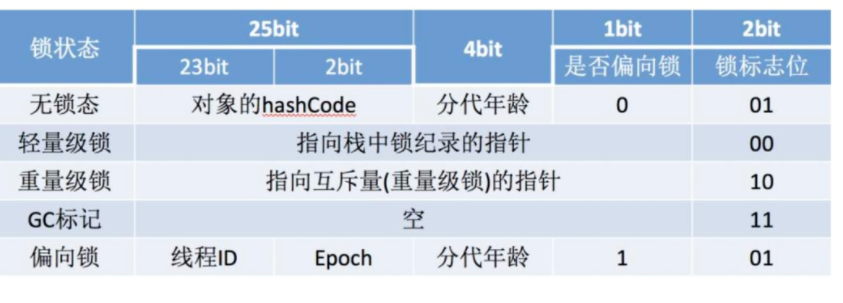 锁状态 25bit 4bit 1bit 2bit
23bit 2bit 是否偏向锁 锁标志位
无锁态 对象的hashCode 分代年龄 0 01
轻量级锁 指向栈中锁纪录的指针 00
重量级锁 指向互斥量(重量级锁)的指针 10
GC标记 空 11
偏向锁 线程ID Epoch 分代年龄 1 01